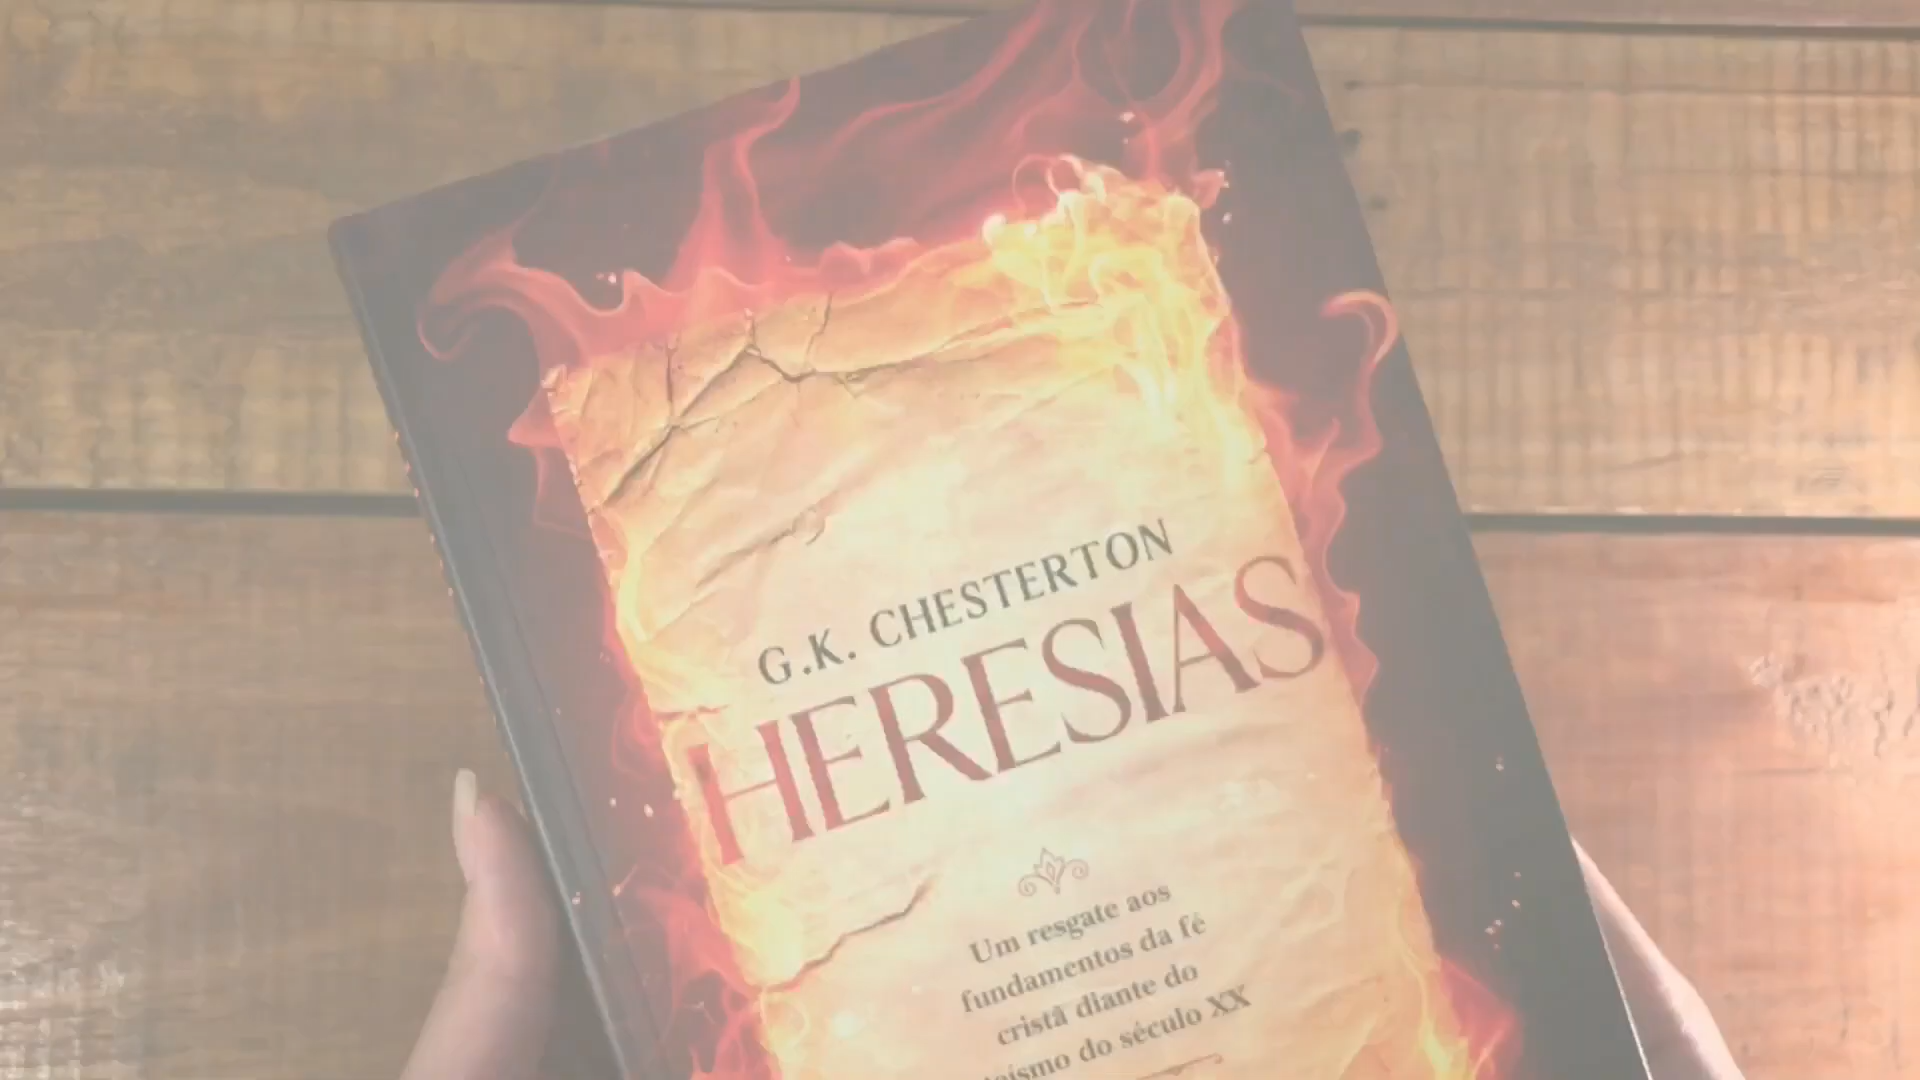 G.K. CHESTERTON
HERESIAS
Um resgate aos
fundamentos da fé
cristã diante do
do século XX